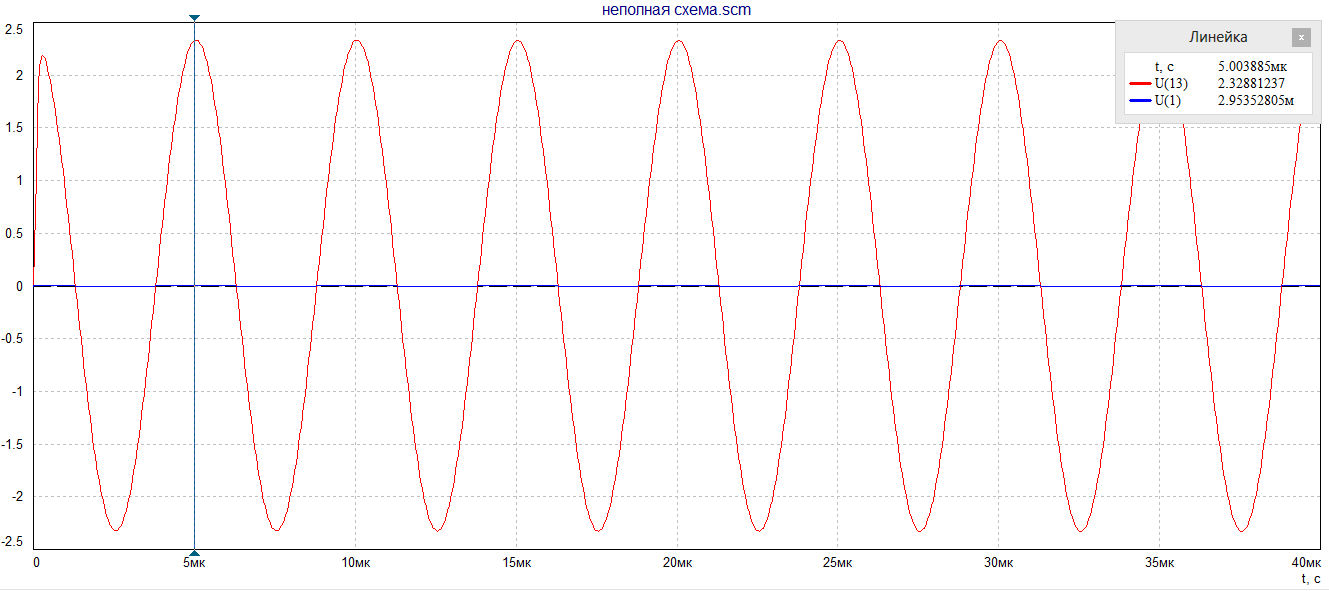 неполная схема.scm
Линейка x
t, с 5.003885мк
U(13) 2.32881237
U(1) 2.95352805м
2.5
2
1.5
1
0.5
0
-0.5
-1
-1.5
-2
-2.5
0 5мк 10мк 15мк 20мк 25мк 30мк 35мк 40мк
t, с